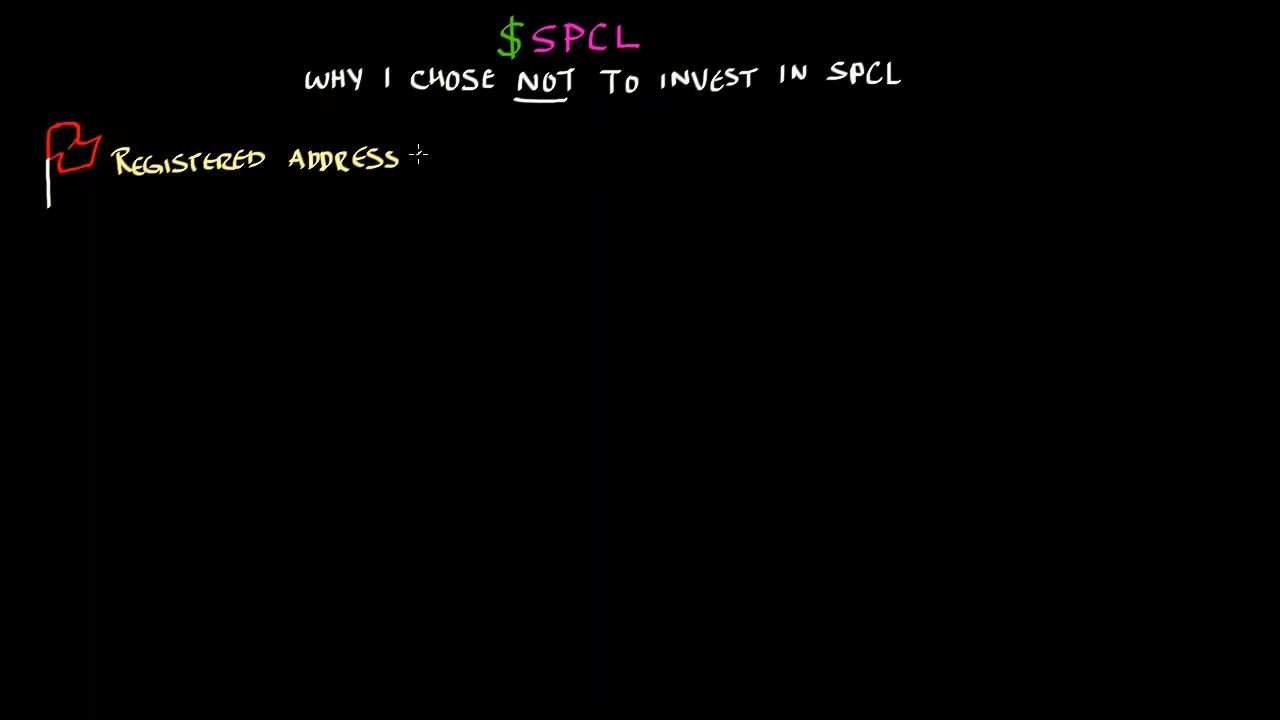 $SPCL
WHY I CHOSE NOT TO INVEST IN SPCL
REGISTERED ADDRESS